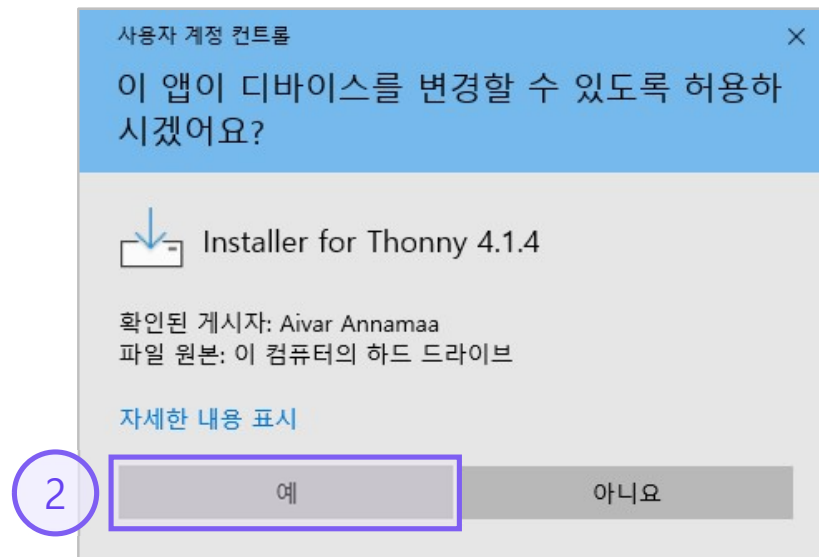 사용자 계정 컨트롤
이 앱이 디바이스를 변경할 수 있도록 허용하
시겠어요?
Installer for Thonny 4.1.4
확인된 게시자: Aivar Annamaa
파일 원본: 이 컴퓨터의 하드 드라이브
자세한 내용 표시
2
예
아니요